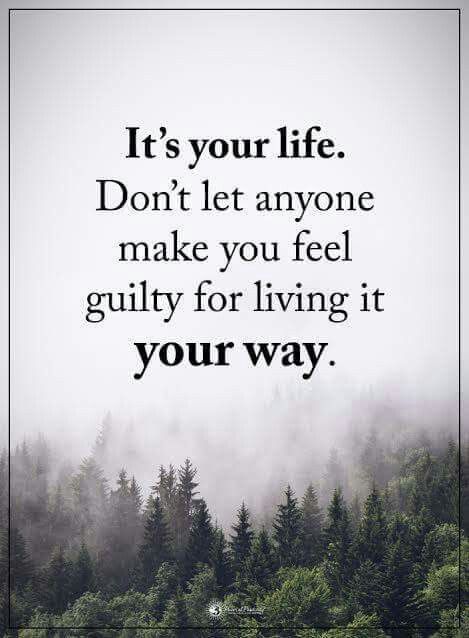 It's your life.
Don't let anyone
make you feel
guilty for living it
your way.